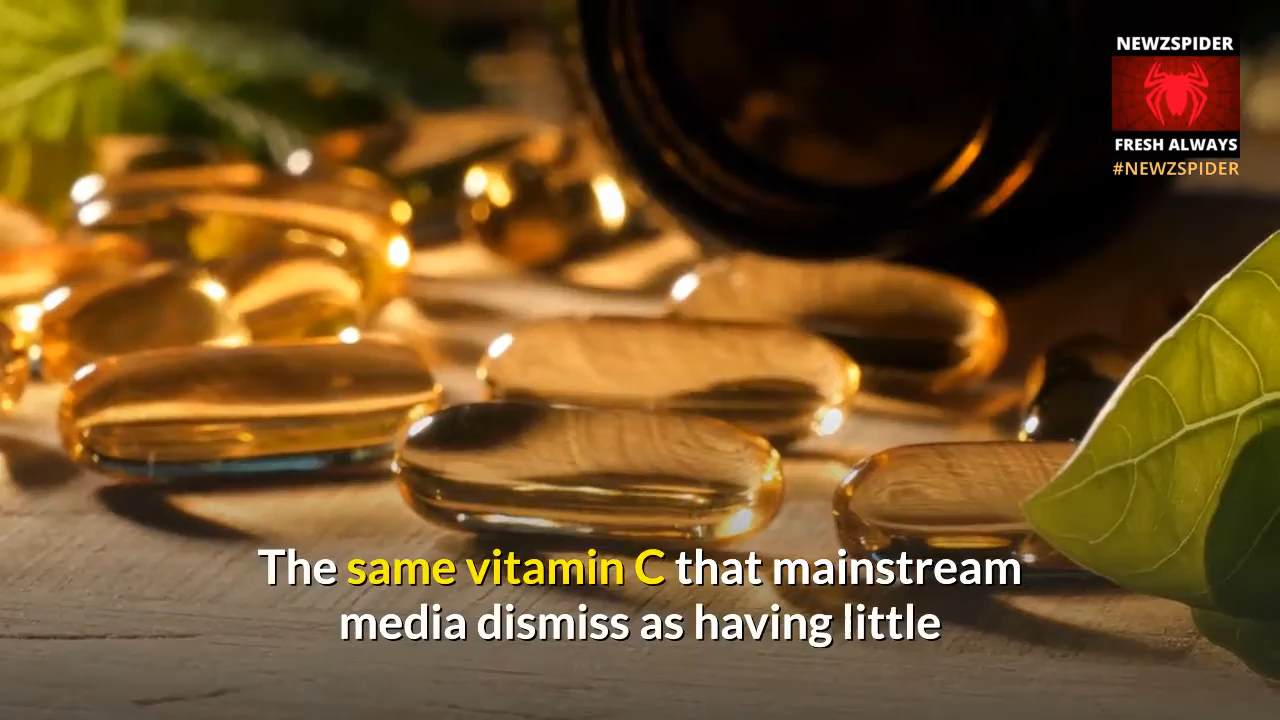 NEWZSPIDER
FRESH ALWAYS
#NEWZSPIDER
The same vitamin C that mainstream
media dismiss as having little